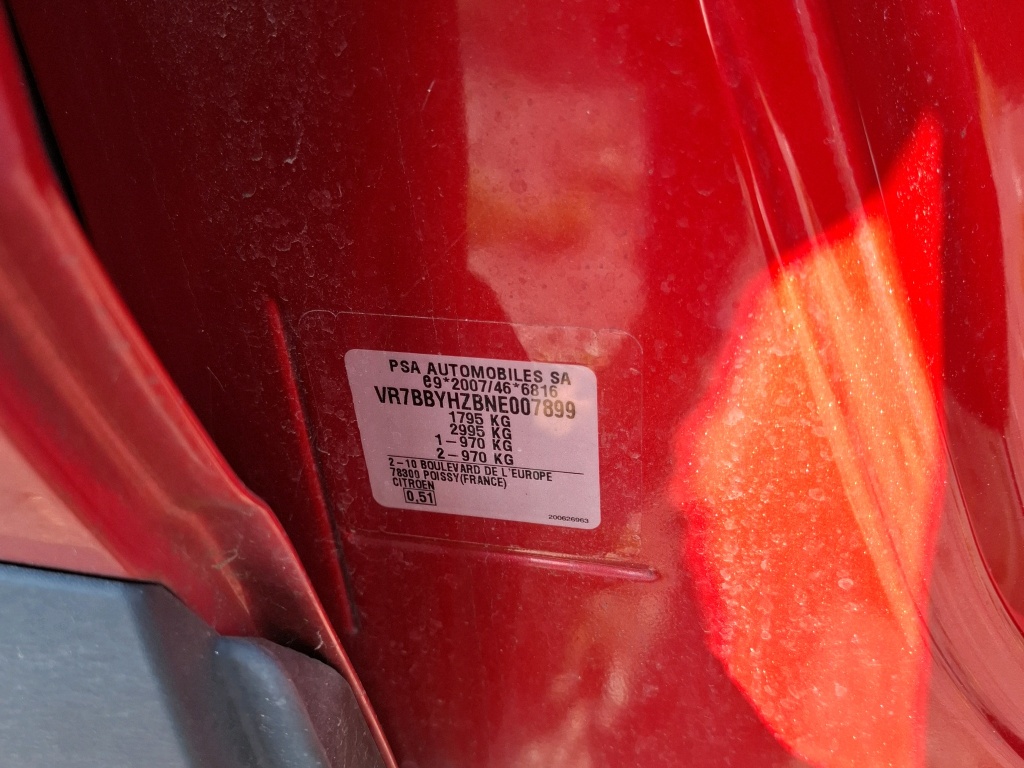 PSA AUTOMOBILES SA
e9*2007/46*6816
VR7BBYHZBNE007899
1795 KG
2995 KG
1–970 KG
2–970 KG
2–10 BOULEVARD DE L'EUROPE
78300 POISSY(FRANCE)
CITROEN
0.51
200626963